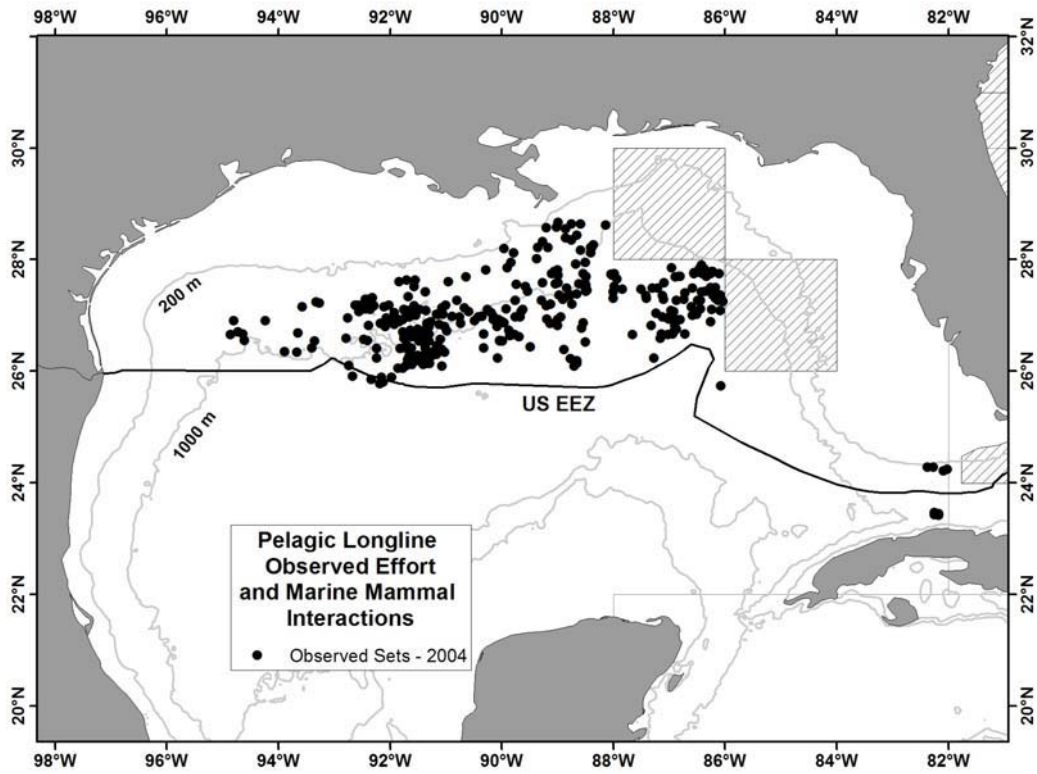 98°W 96°W 94°W 92°W 90°W 88°W 86°W 84°W 82°W
32°N
32°N
30°N
30°N
28°N
28°N
200 m
26°N
26°N
US EEZ
1000 m
24°N
24°N
Pelagic Longline
Observed Effort
and Marine Mammal
Interactions
Observed Sets - 2004
22°N
22°N
20°N
20°N
98°W 96°W 94°W 92°W 90°W 88°W 86°W 84°W 82°W